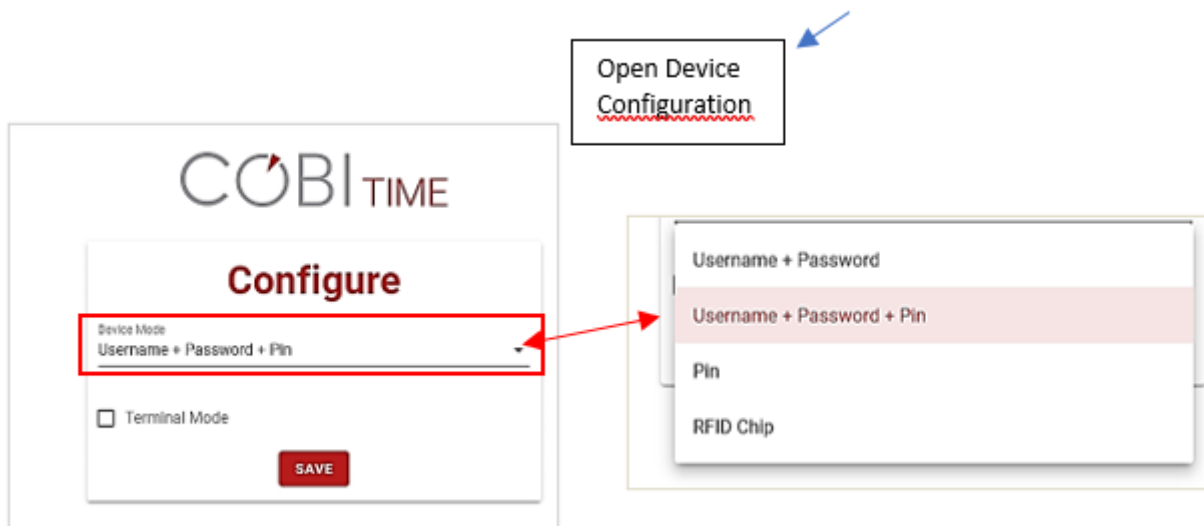 Open Device
Configuration
COBI TIME
Configure
Device Mode
Username + Password + Pin
Terminal Mode
SAVE
Username + Password
Username + Password + Pin
Pin
RFID Chip